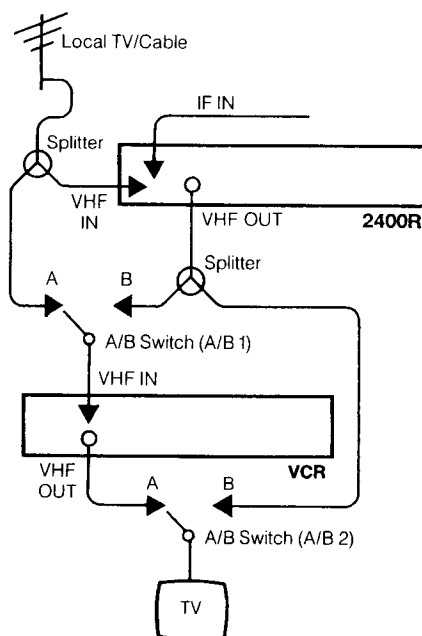 Local TV/Cable
IF IN
Splitter
VHF
IN
VHF OUT
2400R
Splitter
A
B
A/B Switch (A/B 1)
VHF IN
VCR
VHF
OUT
A
B
A/B Switch (A/B 2)
TV